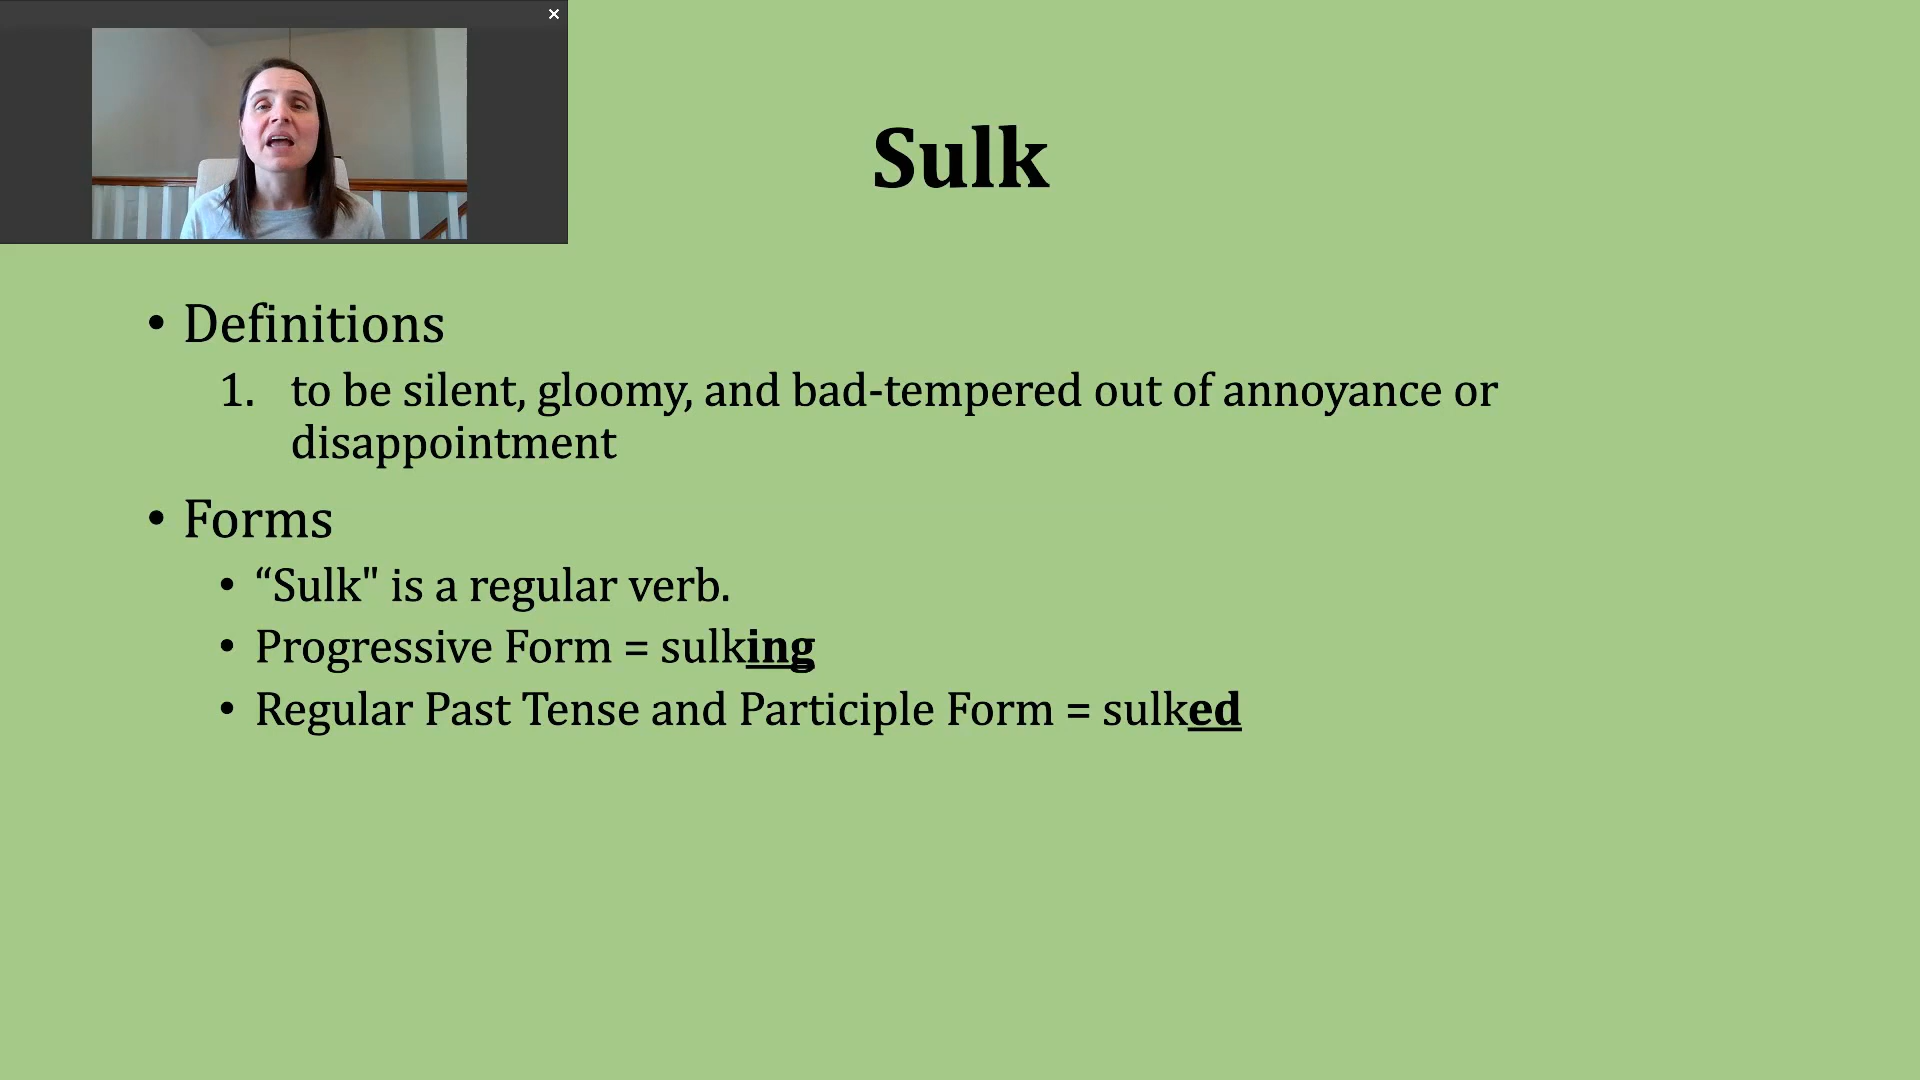 Sulk
• Definitions
1. to be silent, gloomy, and bad-tempered out of annoyance or
disappointment
• Forms
• “Sulk" is a regular verb.
• Progressive Form = sulking
• Regular Past Tense and Participle Form = sulked